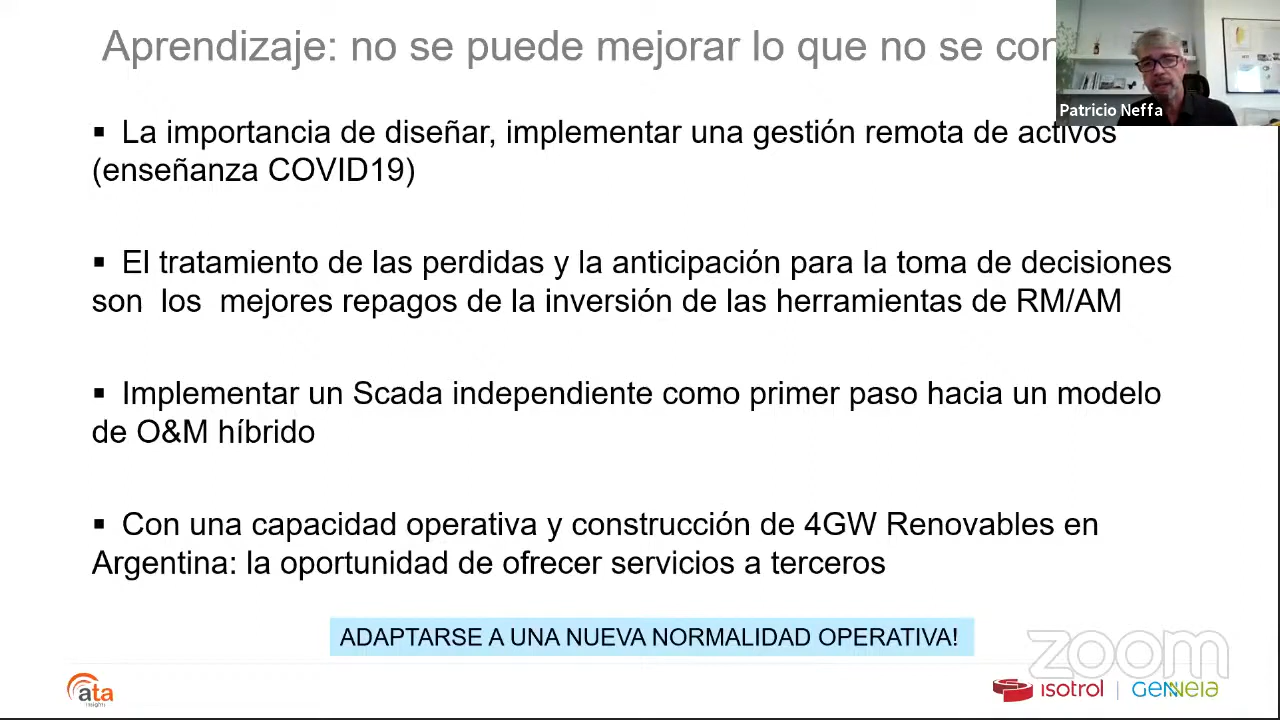 Aprendizaje: no se puede mejorar lo que no se con
Patricio Neffa
▪ La importancia de diseñar, implementar una gestión remota de activos
(enseñanza COVID19)
▪ El tratamiento de las perdidas y la anticipación para la toma de decisiones
son los mejores repagos de la inversión de las herramientas de RM/AM
▪ Implementar un Scada independiente como primer paso hacia un modelo
de O&M híbrido
▪ Con una capacidad operativa y construcción de 4GW Renovables en
Argentina: la oportunidad de ofrecer servicios a terceros
ADAPTARSE A UNA NUEVA NORMALIDAD OPERATIVA!
zoom
ata
insights
isotrol | GENNEIA